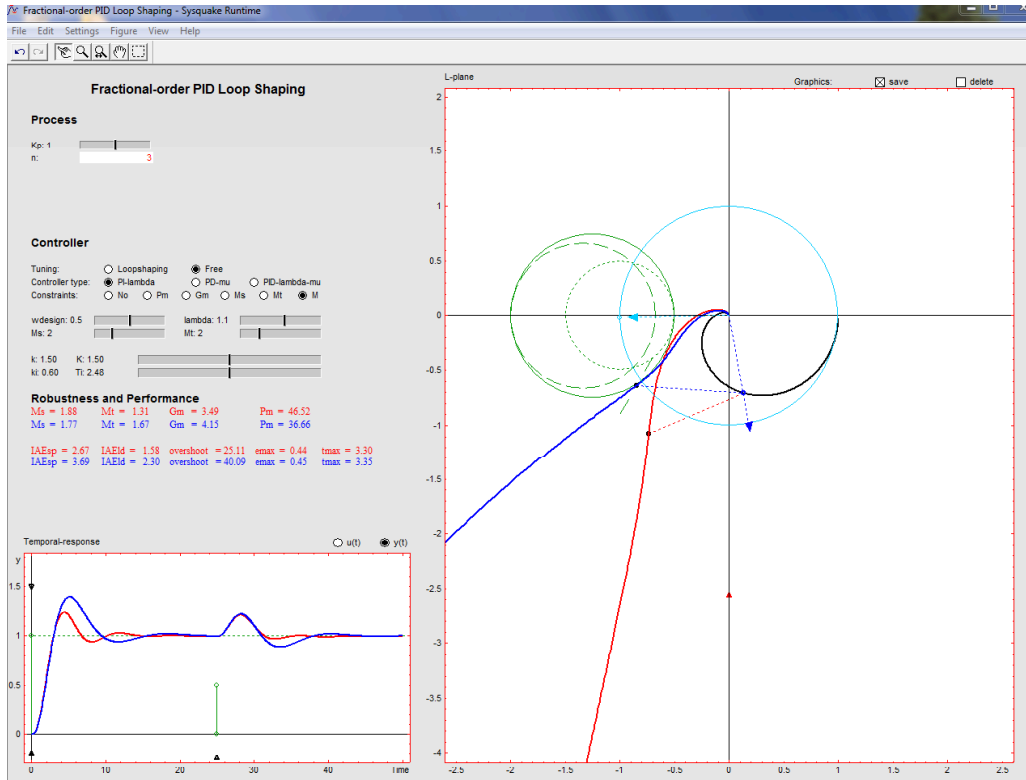 Fractional-order PID Loop Shaping - Sysquake Runtime
File Edit Settings Figure View Help
Fractional-order PID Loop Shaping
Process
Kp: 1
n: 3
Controller
Tuning: Loopshaping Free
Controller type: PI-lambda PD-mu PID-lambda-mu
Constraints: No Pm Gm Ms Mt M
wdesign: 0.5 lambda: 1.1
Ms: 2 Mt: 2
k: 1.50 K: 1.50
ki: 0.60 Ti: 2.48
Robustness and Performance
Ms = 1.88 Mt = 1.31 Gm = 3.49 Pm = 46.52
Ms = 1.77 Mt = 1.67 Gm = 4.15 Pm = 36.66
IAEsp = 2.67 IAEld = 1.58 overshoot = 25.11 emax = 0.44 tmax = 3.30
IAEsp = 3.69 IAEld = 2.30 overshoot = 40.09 emax = 0.45 tmax = 3.35
Temporal-response u(t) y(t)
y
1.5
1
0.5
0
0 10 20 30 40 Time
L-plane Graphics: save delete
2
1.5
1
0.5
0
-0.5
-1
-1.5
-2
-2.5
-3
-3.5
-4
-2.5 -2 -1.5 -1 -0.5 0 0.5 1 1.5 2 2.5